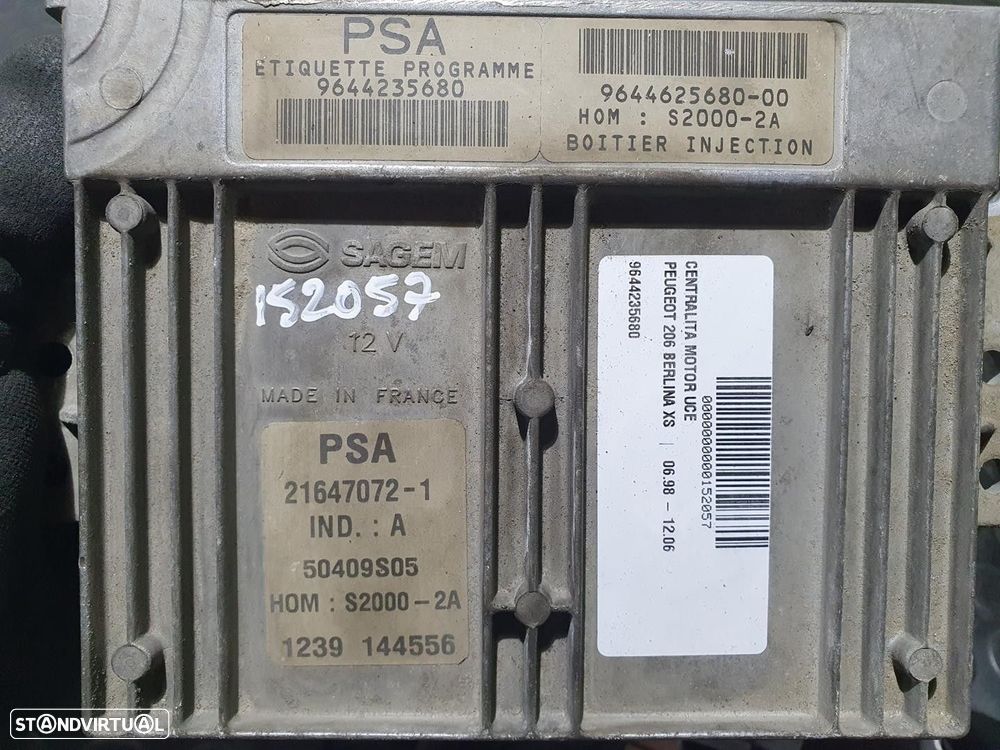 PSA
ETIQUETTE PROGRAMME
9644235680
9644625680-00
HOM : S2000-2A
BOITIER INJECTION
SAGEM
152057
12 V
MADE IN FRANCE
PSA
21647072-1
IND. : A
50409S05
HOM : S2000-2A
1239 144556
000000000152057
CENTRALITA MOTOR UCE
PEUGEOT 206 BERLINA XS | 06.98 - 12.06
9644235680
STANDVIRTUAL